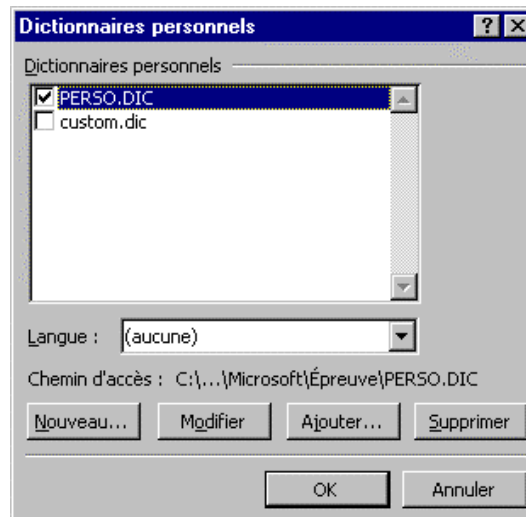 Dictionnaires personnels
Dictionnaires personnels
PERSO.DIC
custom.dic
Langue : (aucune)
Chemin d'accès : C:\...\Microsoft\Épreuve\PERSO.DIC
Nouveau... Modifier Ajouter... Supprimer
OK Annuler